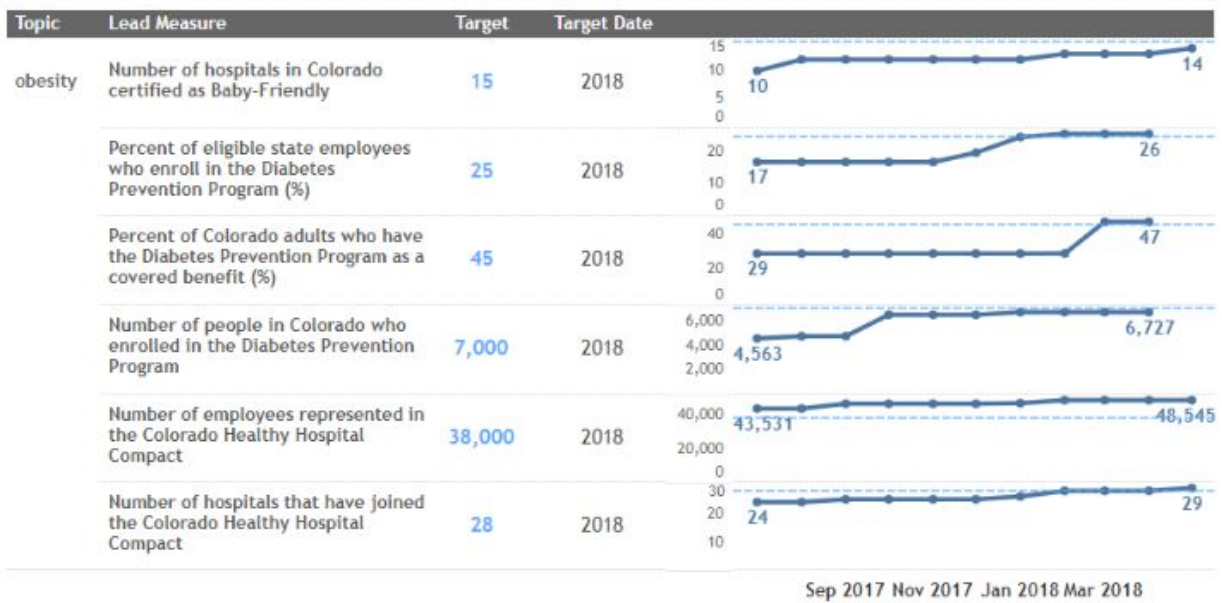 Topic Lead Measure Target Target Date
obesity
Number of hospitals in Colorado
certified as Baby-Friendly
15
2018
15
10
5
0
10
14
Percent of eligible state employees
who enroll in the Diabetes
Prevention Program (%)
25
2018
20
10
0
17
26
Percent of Colorado adults who have
the Diabetes Prevention Program as a
covered benefit (%)
45
2018
40
20
0
29
47
Number of people in Colorado who
enrolled in the Diabetes Prevention
Program
7,000
2018
6,000
4,000
2,000
4,563
6,727
Number of employees represented in
the Colorado Healthy Hospital
Compact
38,000
2018
40,000
20,000
0
43,531
48,545
Number of hospitals that have joined
the Colorado Healthy Hospital
Compact
28
2018
30
20
10
24
29
Sep 2017 Nov 2017 Jan 2018 Mar 2018